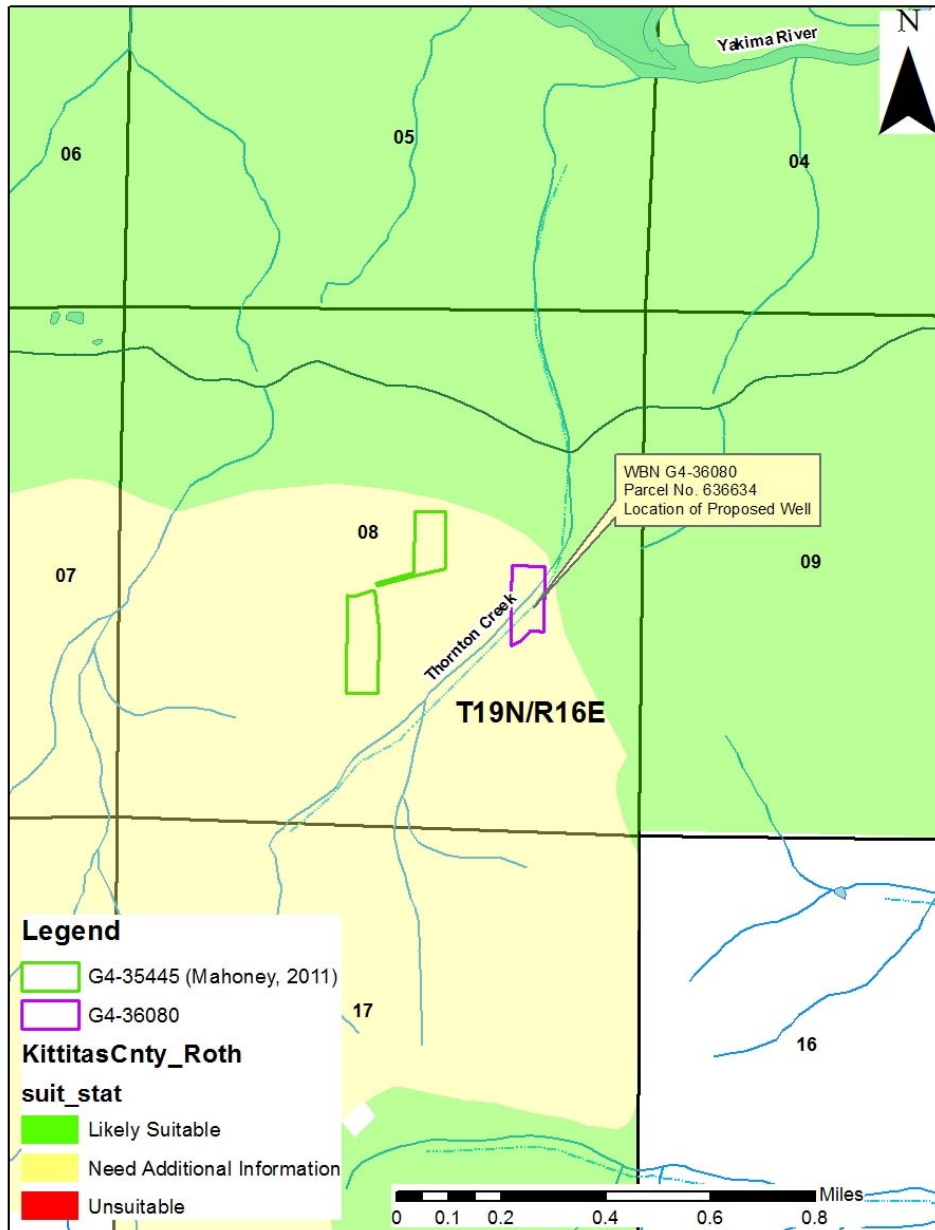 N
Yakima River
05
04
06
WBN G4-36080
Parcel No. 636634
Location of Proposed Well
08
09
07
Thornton Creek
T19N/R16E
Legend
G4-35445 (Mahoney, 2011)
G4-36080
17
16
KittitasCnty_Roth
suit_stat
Likely Suitable
Need Additional Information
Unsuitable
Miles
0 0.1 0.2 0.4 0.6 0.8